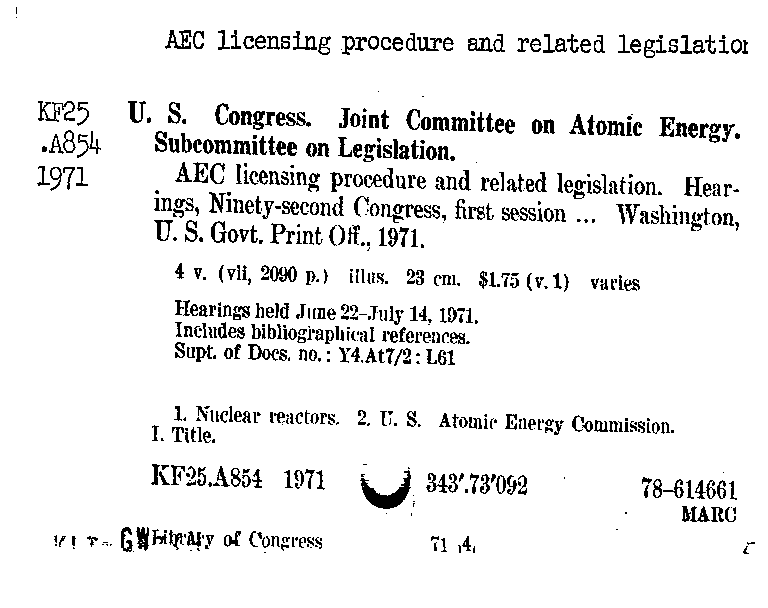 AEC licensing procedure and related legislation
KF25 U. S. Congress. Joint Committee on Atomic Energy.
.A854 Subcommittee on Legislation.
1971 AEC licensing procedure and related legislation. Hear-
ings, Ninety-second Congress, first session ... Washington,
U. S. Govt. Print Off., 1971.
4 v. (vii, 2090 p.) illus. 23 cm. $1.75 (v. 1) varies
Hearings held June 22–July 14, 1971.
Includes bibliographical references.
Supt. of Docs. no.: Y4.At7/2: L61
1. Nuclear reactors. 2. U. S. Atomic Energy Commission.
I. Title.
KF25.A854 1971 343′.73′092 78–614661
MARC
GW Library of Congress 71